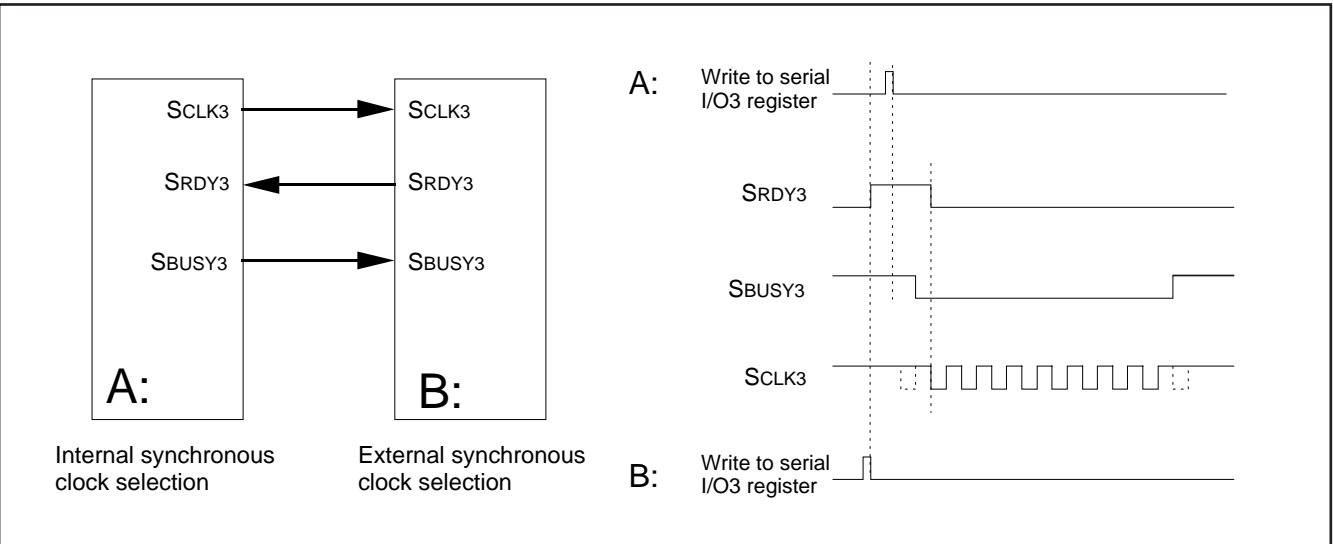 SCLK3
SCLK3
SRDY3
SRDY3
SBUSY3
SBUSY3
A:
B:
Internal synchronous
clock selection
External synchronous
clock selection
A:
Write to serial
I/O3 register
SRDY3
SBUSY3
SCLK3
B:
Write to serial
I/O3 register